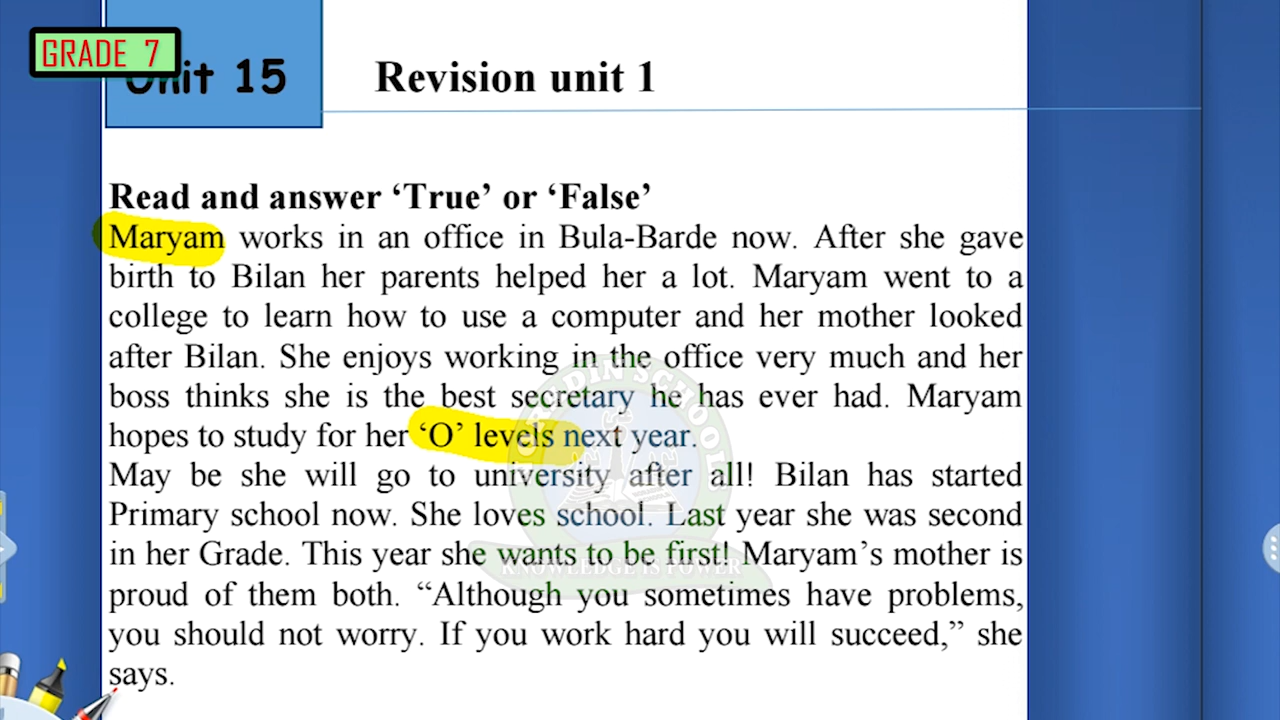 GRADE 7
Unit 15
Revision unit 1
Read and answer ‘True’ or ‘False’
Maryam works in an office in Bula-Barde now. After she gave
birth to Bilan her parents helped her a lot. Maryam went to a
college to learn how to use a computer and her mother looked
after Bilan. She enjoys working in the office very much and her
boss thinks she is the best secretary he has ever had. Maryam
hopes to study for her ‘O’ levels next year.
May be she will go to university after all! Bilan has started
Primary school now. She loves school. Last year she was second
in her Grade. This year she wants to be first! Maryam’s mother is
proud of them both. “Although you sometimes have problems,
you should not worry. If you work hard you will succeed,” she
says.
KNOWLEDGE IS POWER